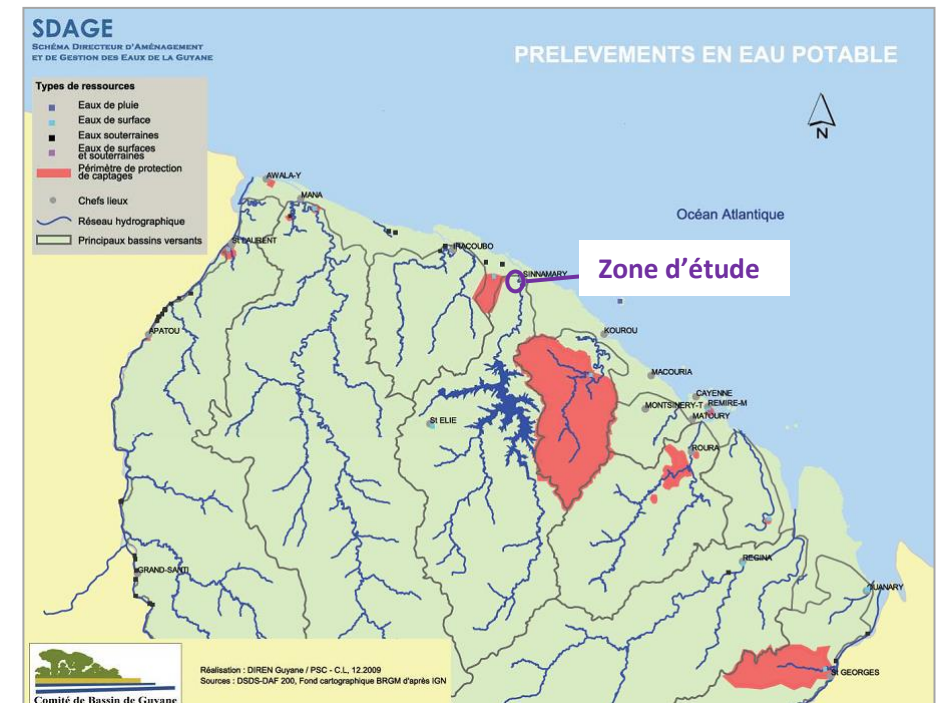 SDAGE
SCHÉMA DIRECTEUR D'AMÉNAGEMENT
ET DE GESTION DES EAUX DE LA GUYANE
PRELEVEMENTS EN EAU POTABLE
Types de ressources
Eaux de pluie
Eaux de surface
Eaux souterraines
Eaux de surfaces
et souterraines
Périmètre de protection
de captages
Chefs lieux
Réseau hydrographique
Principaux bassins versants
N
Océan Atlantique
Zone d'étude
AWALA-Y
MANA
ST LAURENT
IRACOUBO
SINNAMARY
APATOU
KOUROU
MACOURIA
CAYENNE
MONTSINERY-T
REMIRE-M
MATOURY
St ELIE
ROURA
REGINA
GRAND-SANTI
OUANARY
St GEORGES
Réalisation : DIREN Guyane / PSC - C.L, 12.2009
Sources : DSDS-DAF 200, Fond cartographique BRGM d'après IGN
Comité de Bassin de Guyane